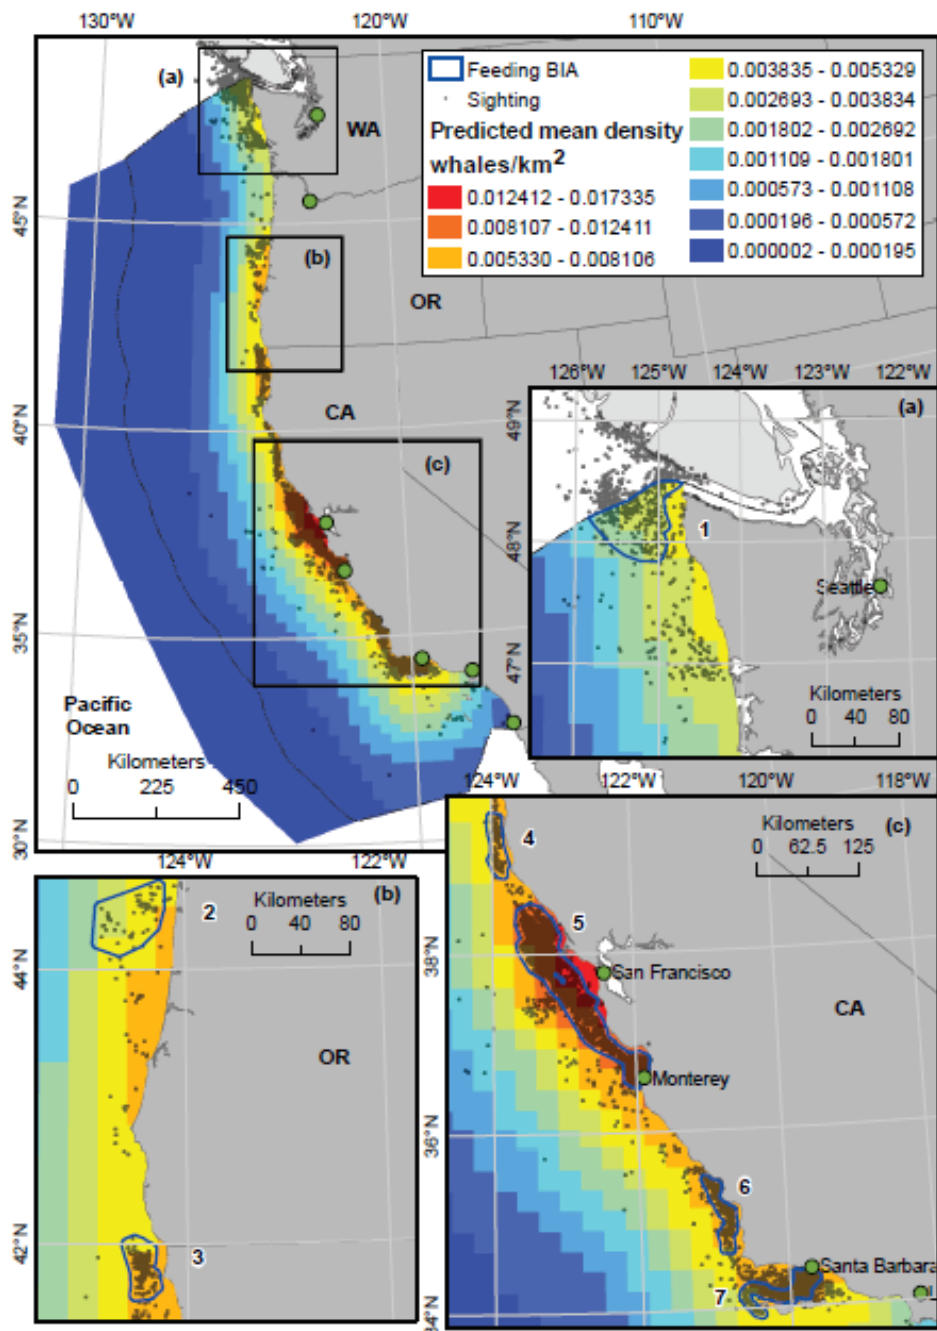 130°W 120°W 110°W
(a)
WA
45°N
(b)
OR
40°N
CA
(c)
35°N
Pacific
Ocean
Kilometers
0 225 450
30°N
Feeding BIA
Sighting
Predicted mean density
whales/km2
0.012412 - 0.017335
0.008107 - 0.012411
0.005330 - 0.008106
0.003835 - 0.005329
0.002693 - 0.003834
0.001802 - 0.002692
0.001109 - 0.001801
0.000573 - 0.001108
0.000196 - 0.000572
0.000002 - 0.000195
126°W 125°W 124°W 123°W 122°W
(a)
49°N
1
48°N
Seattle
47°N
Kilometers
0 40 80
124°W 122°W
(b)
Kilometers
0 40 80
2
44°N
OR
42°N
3
124°W 122°W 120°W 118°W
(c)
Kilometers
0 62.5 125
4
5
38°N
San Francisco
CA
Monterey
36°N
6
Santa Barbara
7
L
34°N